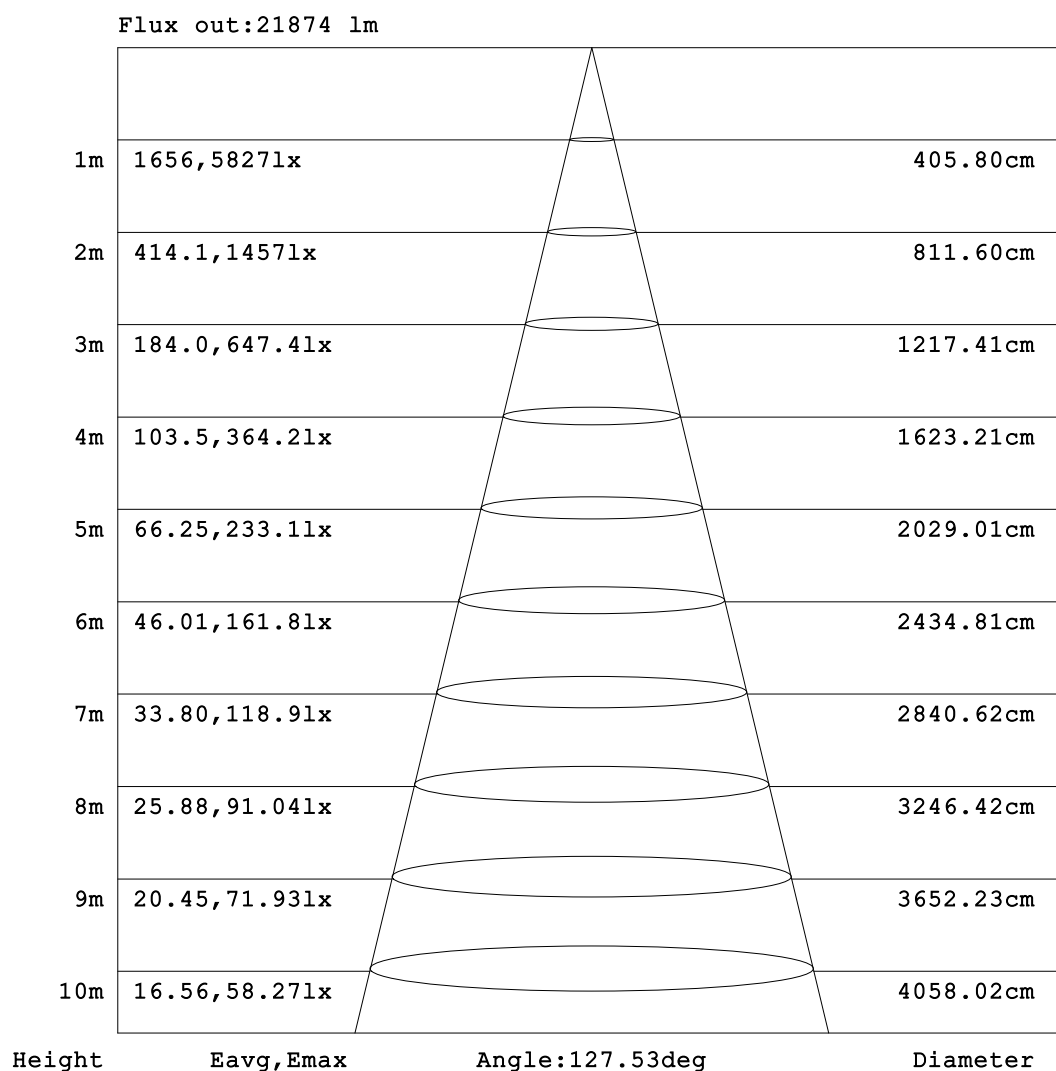 Flux out:21874 lm
1m 1656,5827lx 405.80cm
2m 414.1,1457lx 811.60cm
3m 184.0,647.4lx 1217.41cm
4m 103.5,364.2lx 1623.21cm
5m 66.25,233.1lx 2029.01cm
6m 46.01,161.8lx 2434.81cm
7m 33.80,118.9lx 2840.62cm
8m 25.88,91.04lx 3246.42cm
9m 20.45,71.93lx 3652.23cm
10m 16.56,58.27lx 4058.02cm
Height Eavg,Emax Angle:127.53deg Diameter